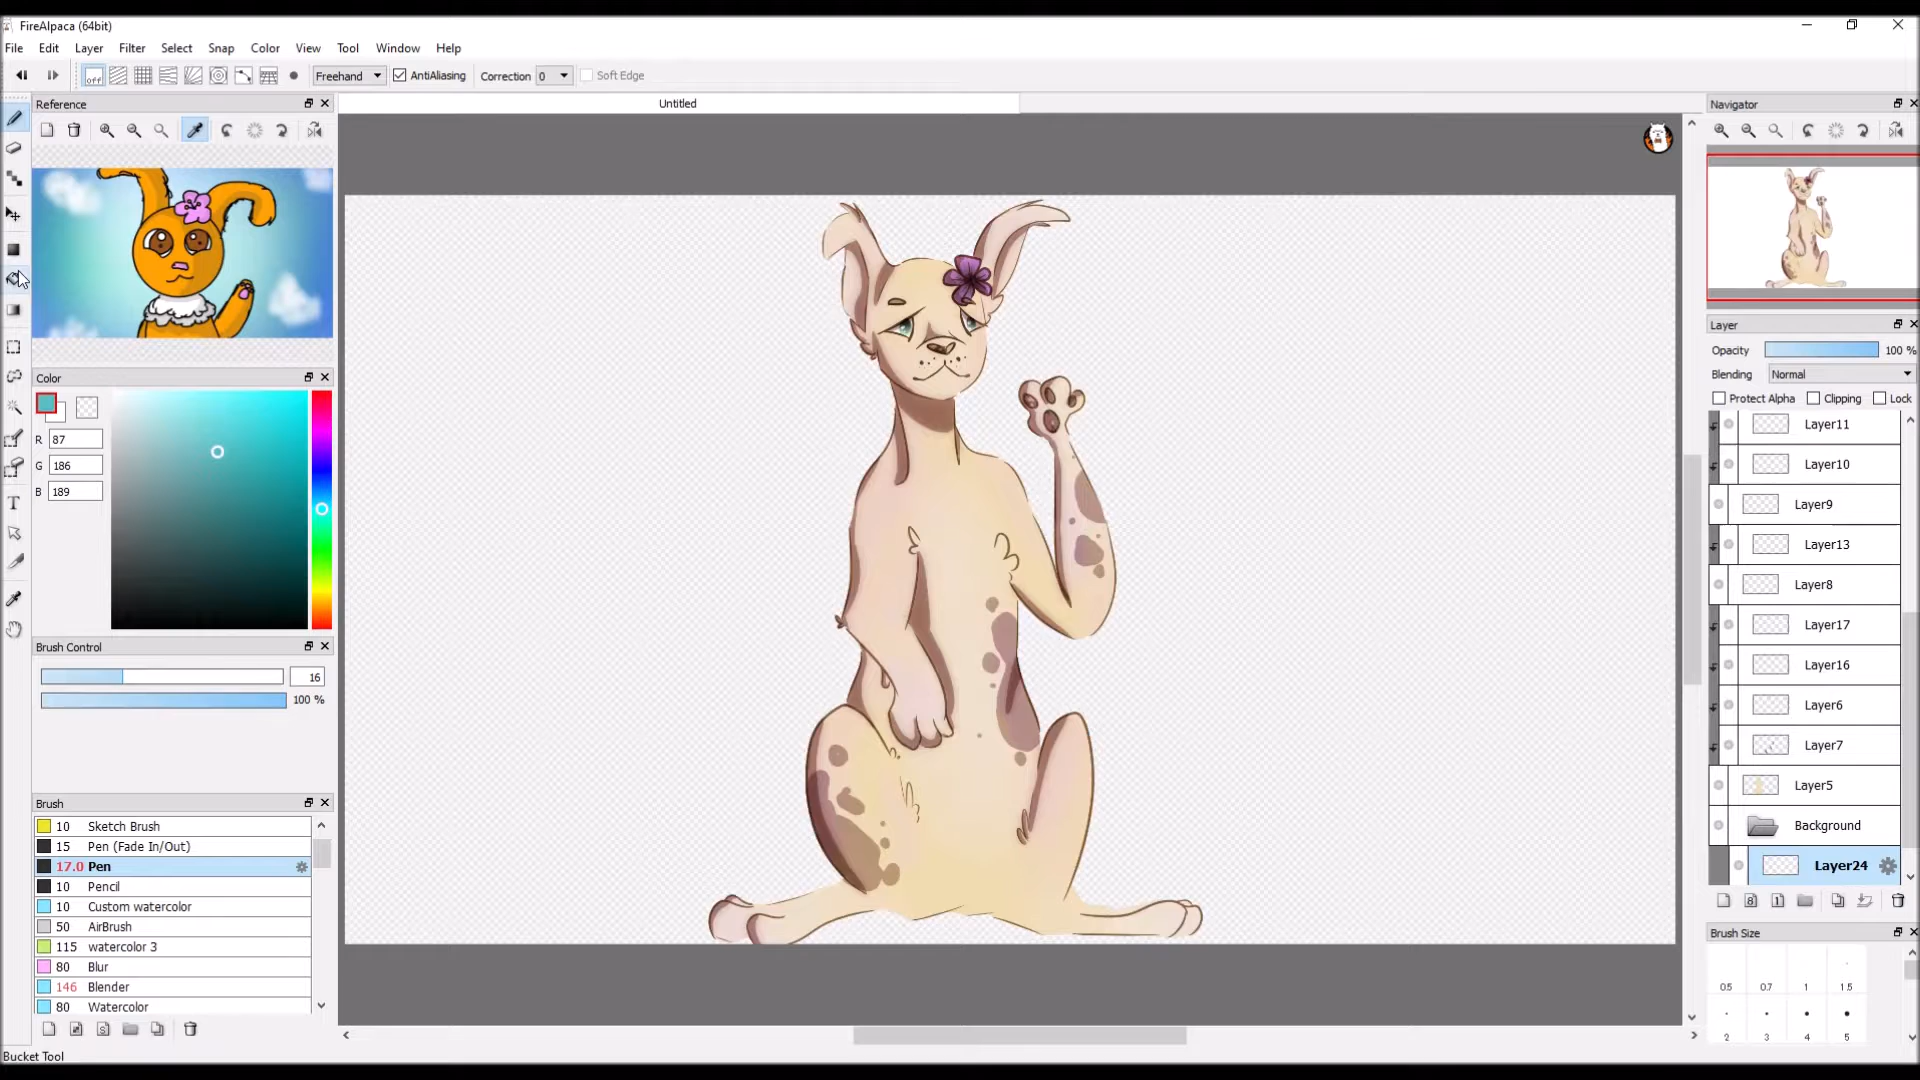 FireAlpaca (64bit)
File Edit Layer Filter Select Snap Color View Tool Window Help
off Freehand AntiAliasing Correction 0 Soft Edge
Reference
Untitled
Navigator
Color
R 87
G 186
B 189
Brush Control
16
100 %
Brush
10 Sketch Brush
15 Pen (Fade In/Out)
17.0 Pen
10 Pencil
10 Custom watercolor
50 AirBrush
115 watercolor 3
80 Blur
146 Blender
80 Watercolor
Bucket Tool
Layer
Opacity 100 %
Blending Normal
Protect Alpha Clipping Lock
Layer11
Layer10
Layer9
Layer13
Layer8
Layer17
Layer16
Layer6
Layer7
Layer5
Background
Layer24
8 1
Brush Size
0.5 0.7 1 1.5
2 3 4 5